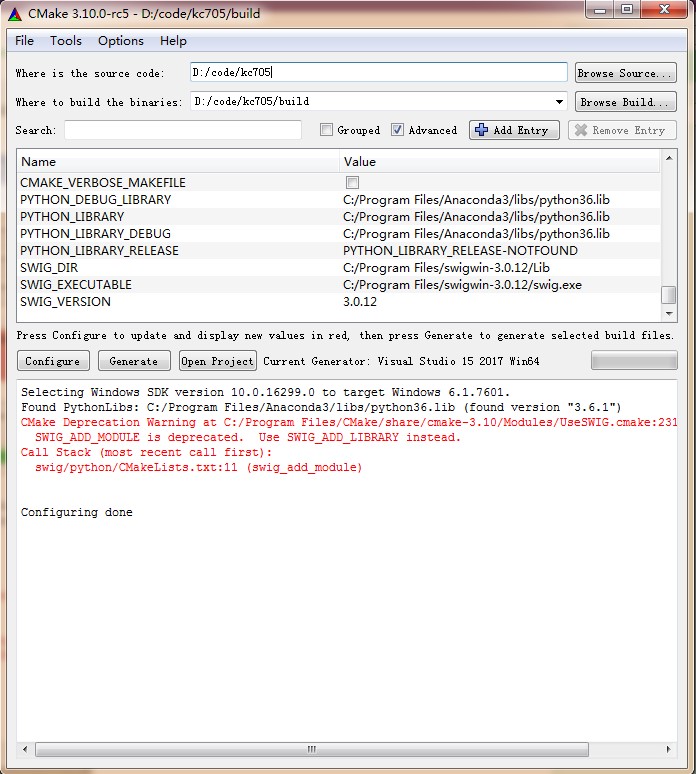 CMake 3.10.0-rc5 - D:/code/kc705/build
File Tools Options Help
Where is the source code: D:/code/kc705 Browse Source...
Where to build the binaries: D:/code/kc705/build Browse Build...
Search: Grouped Advanced Add Entry Remove Entry
Name Value
CMAKE_VERBOSE_MAKEFILE
PYTHON_DEBUG_LIBRARY C:/Program Files/Anaconda3/libs/python36.lib
PYTHON_LIBRARY C:/Program Files/Anaconda3/libs/python36.lib
PYTHON_LIBRARY_DEBUG C:/Program Files/Anaconda3/libs/python36.lib
PYTHON_LIBRARY_RELEASE PYTHON_LIBRARY_RELEASE-NOTFOUND
SWIG_DIR C:/Program Files/swigwin-3.0.12/Lib
SWIG_EXECUTABLE C:/Program Files/swigwin-3.0.12/swig.exe
SWIG_VERSION 3.0.12
Press Configure to update and display new values in red, then press Generate to generate selected build files.
Configure Generate Open Project Current Generator: Visual Studio 15 2017 Win64
Selecting Windows SDK version 10.0.16299.0 to target Windows 6.1.7601.
Found PythonLibs: C:/Program Files/Anaconda3/libs/python36.lib (found version "3.6.1")
CMake Deprecation Warning at C:/Program Files/CMake/share/cmake-3.10/Modules/UseSWIG.cmake:231
SWIG_ADD_MODULE is deprecated. Use SWIG_ADD_LIBRARY instead.
Call Stack (most recent call first):
swig/python/CMakeLists.txt:11 (swig_add_module)
Configuring done